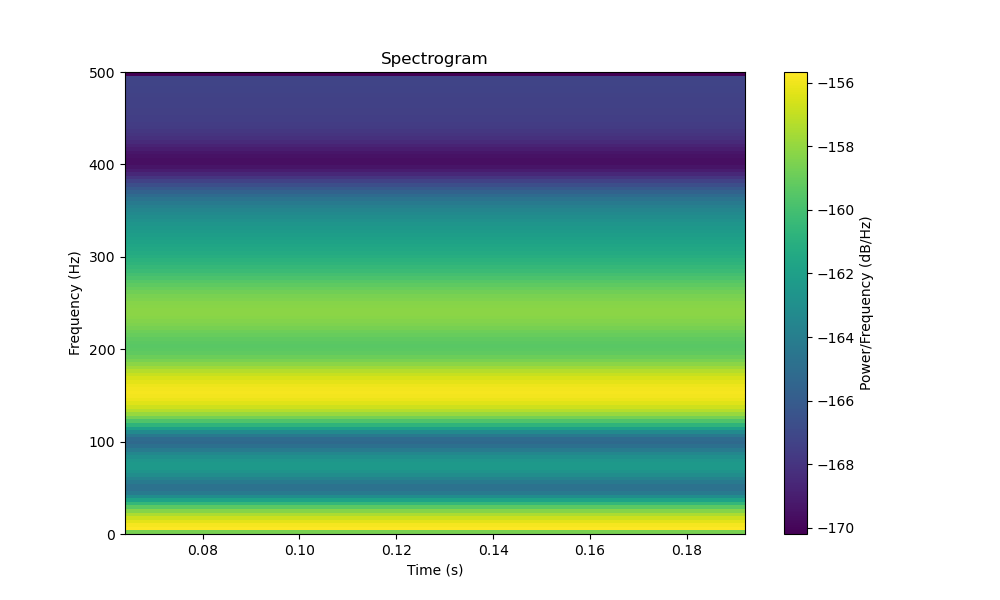 Spectrogram
Frequency (Hz)
500
400
300
200
100
0
0.08 0.10 0.12 0.14 0.16 0.18
Time (s)
−156
−158
−160
−162
−164
−166
−168
−170
Power/Frequency (dB/Hz)